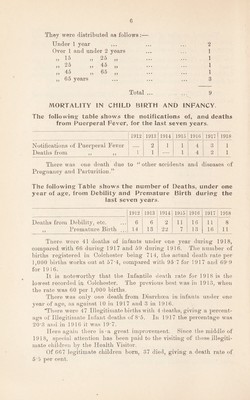 6
They were distributed as follows:—
Under 1 year ... ... ... 2
Over 1 and under 2 years ... ... 1
„ 15 „ 25 „ ... ... 1
„ 25 „ 45 „ ... ... 1
„ 45 „ 65 „ ... ... 1
„ 65 years ... ... ... 3
Total ... ... 9
MORTALITY IN CHILD BIRTH AND INFANCY.
The following table shows the notifications of, and deaths
from Puerperal Fever, for the last seven years.
1912 1913 1914 1915 1916 1917 1918
Notifications of Puerperal Fever ... 2 1 1 4 3 1
Deaths from „ „ 1 1 — 1 4 2 1
There was one death due to "other accidents and diseases of
Pregnancy and Parturition."
The following Table shows the number of Deaths, under one
year of age, from Debility and Premature Birth during the
last seven years.
1912 1913 1914 1915 1916 1917 1918
Deaths from Debility, etc. 6 8 2 11 16 11 8
„ Premature Birth ... 14 13 22 7 13 16 11
There were 41 deaths of infants under one year during 1918,
compared with 66 during 1917 and 59 during 1916. The number of
births registered in Colchester being 714, the actual death rate per
1,000 births works out at 57·4, compared with 93·7 for 1917 and
for 1916.
It is noteworthy that the Infantile death rate for 1918 is the
lowest recorded in Colchester. The previous best was in 1913, when
the rate was 60 per 1,000 births
There was only one death from Diarrhœa in infants under one
year of age, as against 10 in 1917 and 3 in 1916.
There were 47 Illegitimate births with 4 deaths, giving a percent-
age of Illegitimate Infant deaths of 8·5. In 1917 the percentage was
20·8 and in 1916 it was 19·7.
Here again there is a great improvement. Since the middle of
1918, special attention has been paid to the visiting of these illegiti-
mate children by the Health Visitor.
Of 667 legitimate children born, 37 died, giving a death rate of
5·5 per cent.